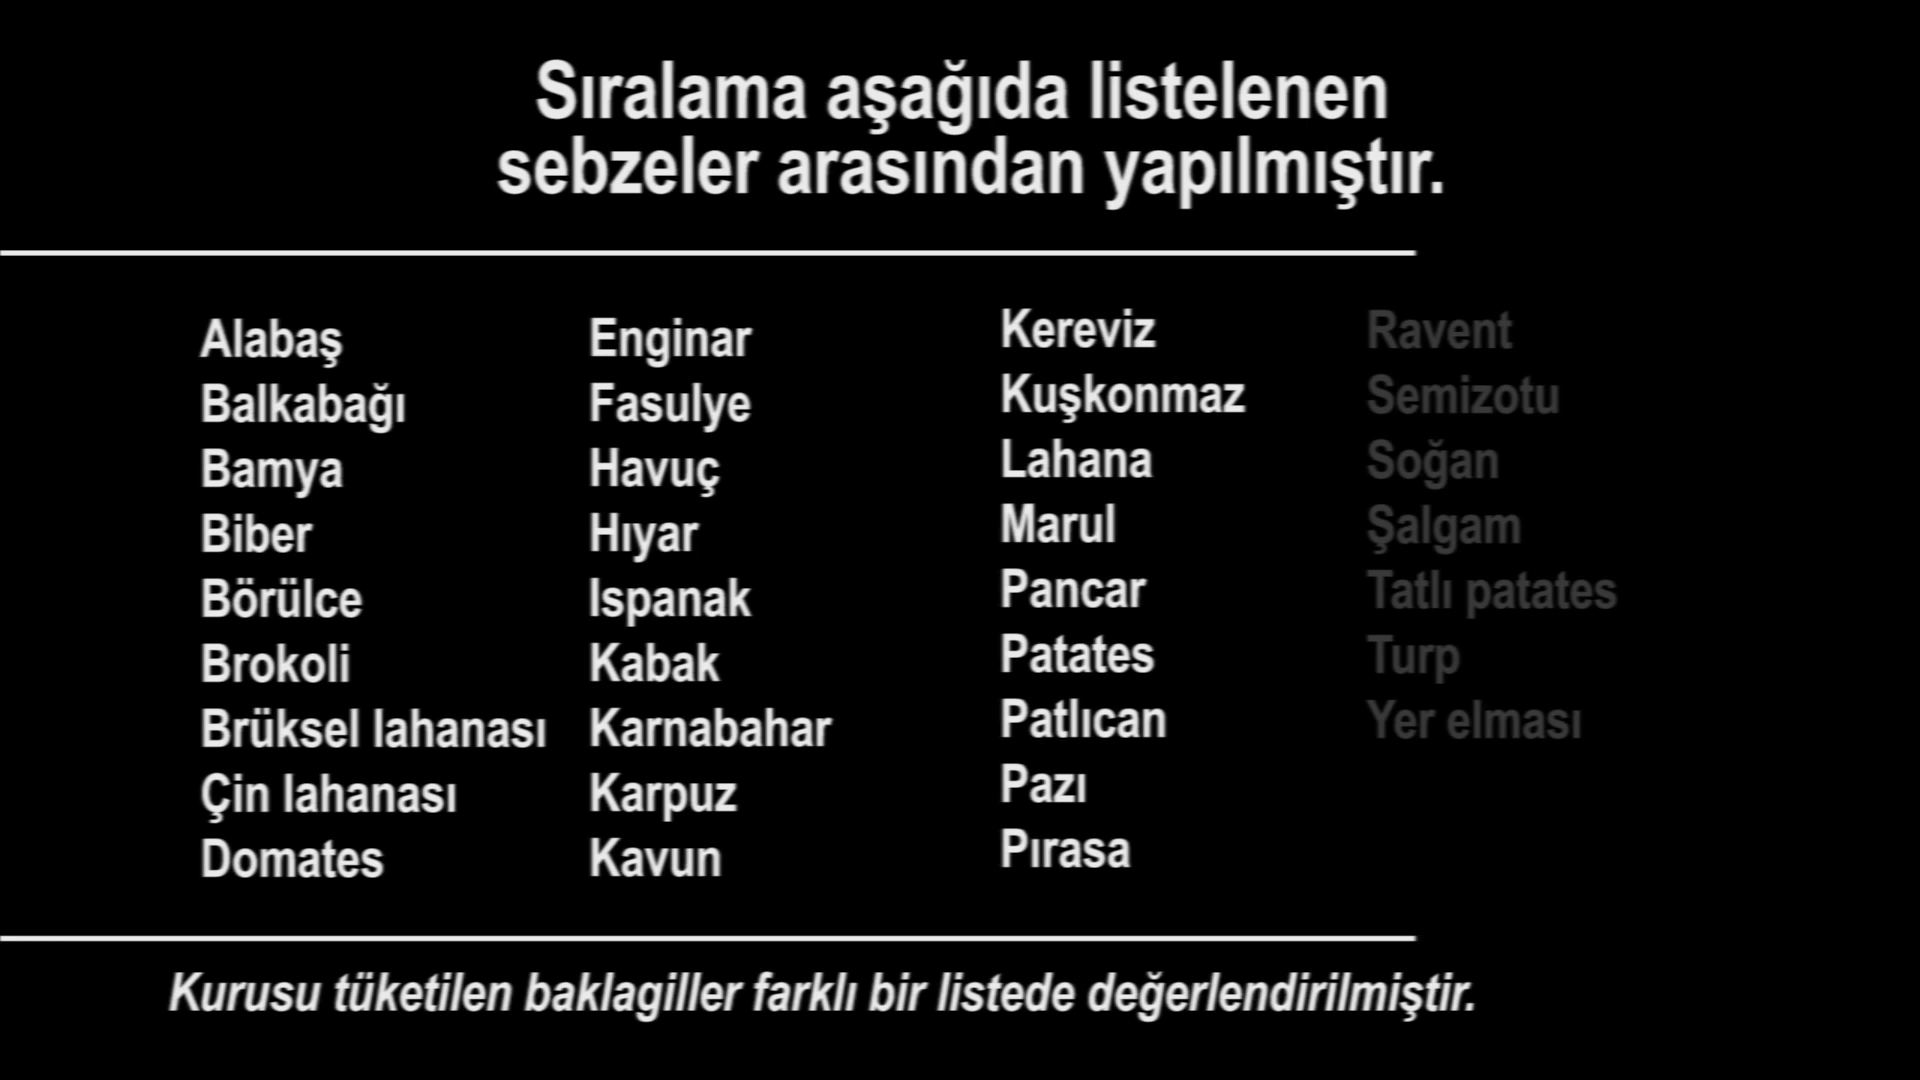 Sıralama aşağıda listelenen
sebzeler arasından yapılmıştır.
Alabaş
Balkabağı
Bamya
Biber
Börülce
Brokoli
Brüksel lahanası
Çin lahanası
Domates
Enginar
Fasulye
Havuç
Hıyar
Ispanak
Kabak
Karnabahar
Karpuz
Kavun
Kereviz
Kuşkonmaz
Lahana
Marul
Pancar
Patates
Patlıcan
Pazı
Pırasa
Ravent
Semizotu
Soğan
Şalgam
Tatlı patates
Turp
Yer elması
Kurusu tüketilen baklagiller farklı bir listede değerlendirilmiştir.